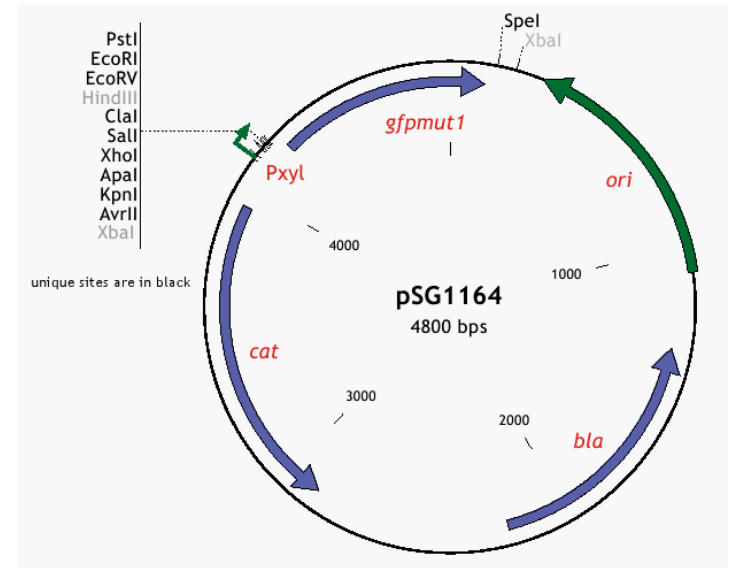 SpeI
XbaI
PstI
EcoRI
EcoRV
HindIII
ClaI
SalI
XhoI
ApaI
KpnI
AvrII
XbaI
gfpmut1
Pxyl
ori
4000
1000
unique sites are in black
pSG1164
4800 bps
cat
3000
2000
bla